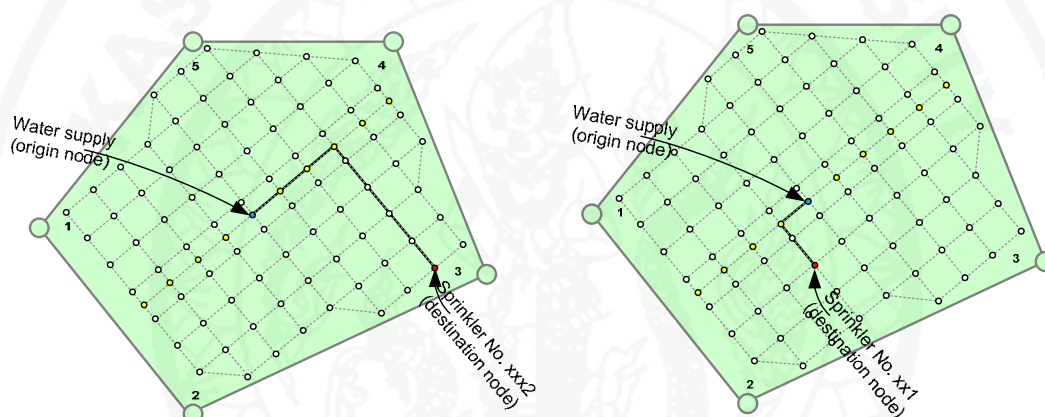 5
4
Water supply
(origin node)
1
3
2
Sprinkler No. xxx2
(destination node)
5
4
Water supply
(origin node)
1
3
2
Sprinkler No. xx1
(destination node)